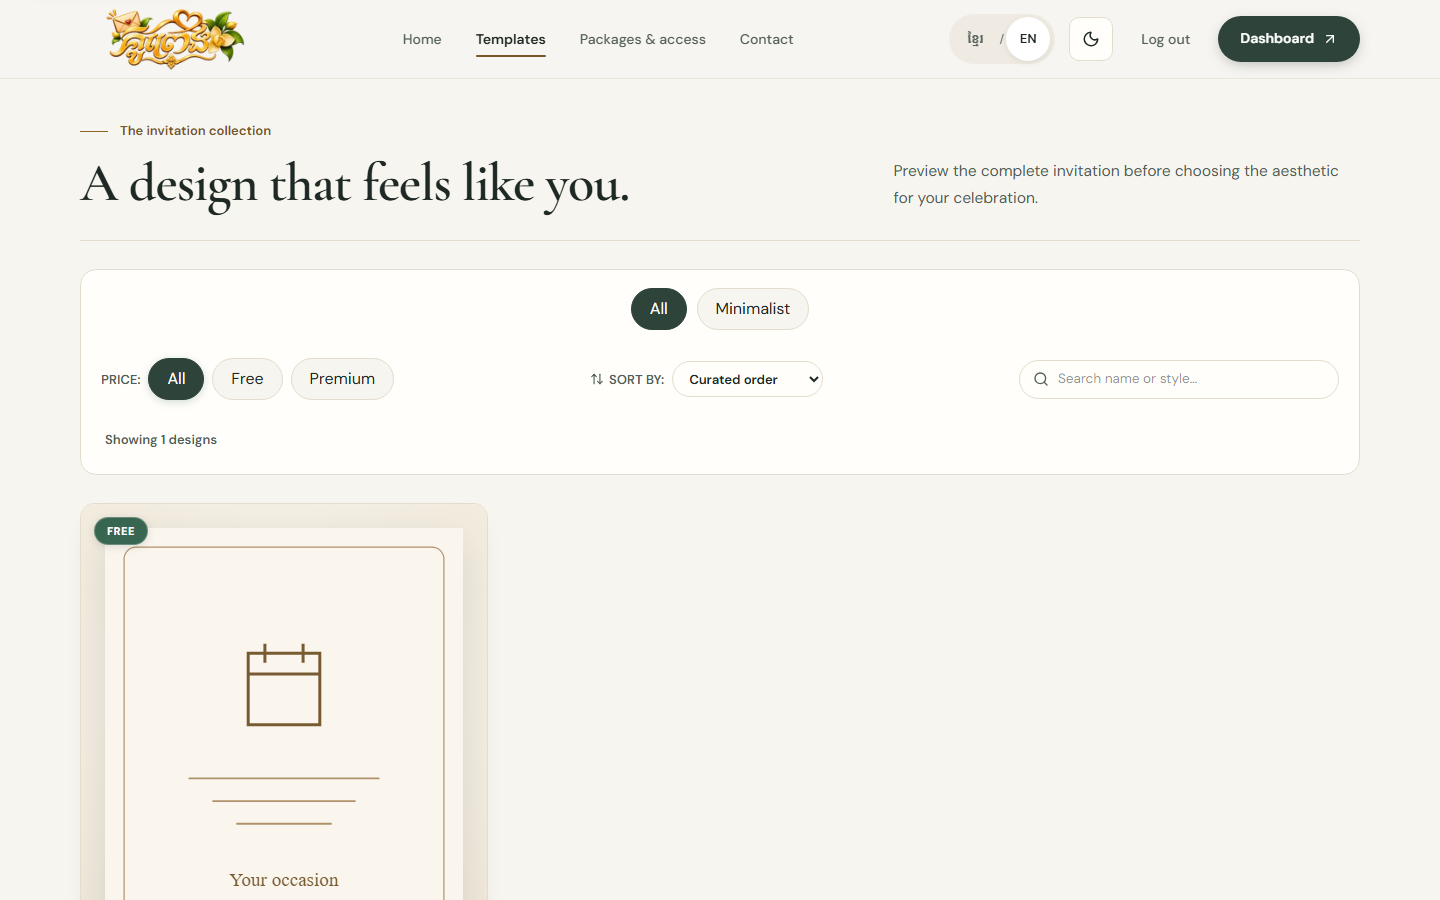 Home
Templates
Packages & access
Contact
ខ្មែរ / EN
Log out
Dashboard
The invitation collection
A design that feels like you.
Preview the complete invitation before choosing the aesthetic
for your celebration.
All
Minimalist
PRICE: All Free Premium
SORT BY: Curated order
Search name or style...
Showing 1 designs
FREE
Your occasion